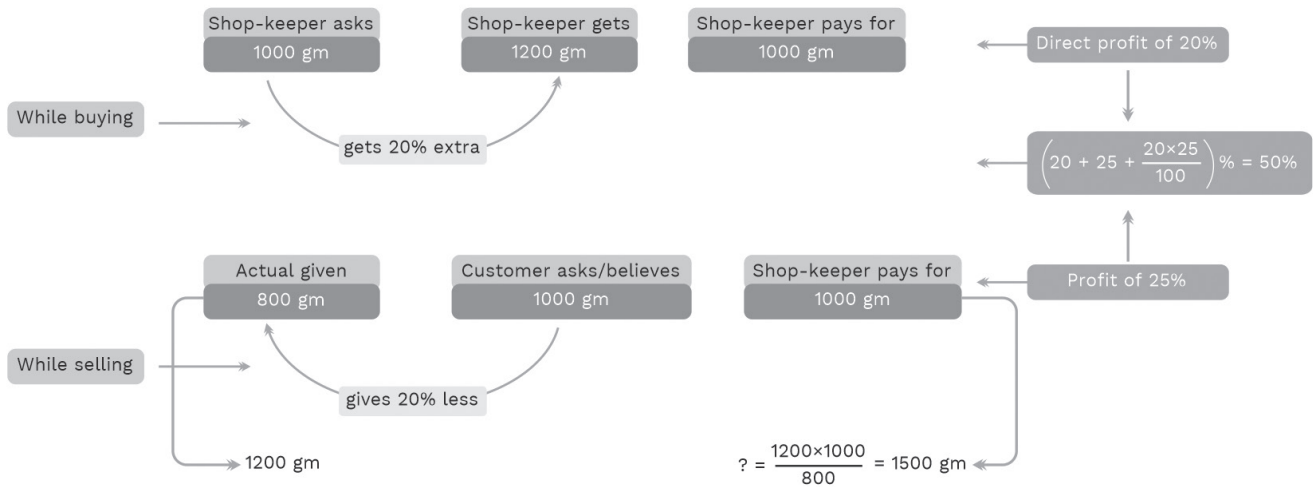 Shop-keeper asks
1000 gm
Shop-keeper gets
1200 gm
Shop-keeper pays for
1000 gm
Direct profit of 20%
While buying
gets 20% extra
(20 + 25 + 20×25/100)% = 50%
Actual given
800 gm
Customer asks/believes
1000 gm
Shop-keeper pays for
1000 gm
Profit of 25%
While selling
gives 20% less
1200 gm
? = 1200×1000/800 = 1500 gm